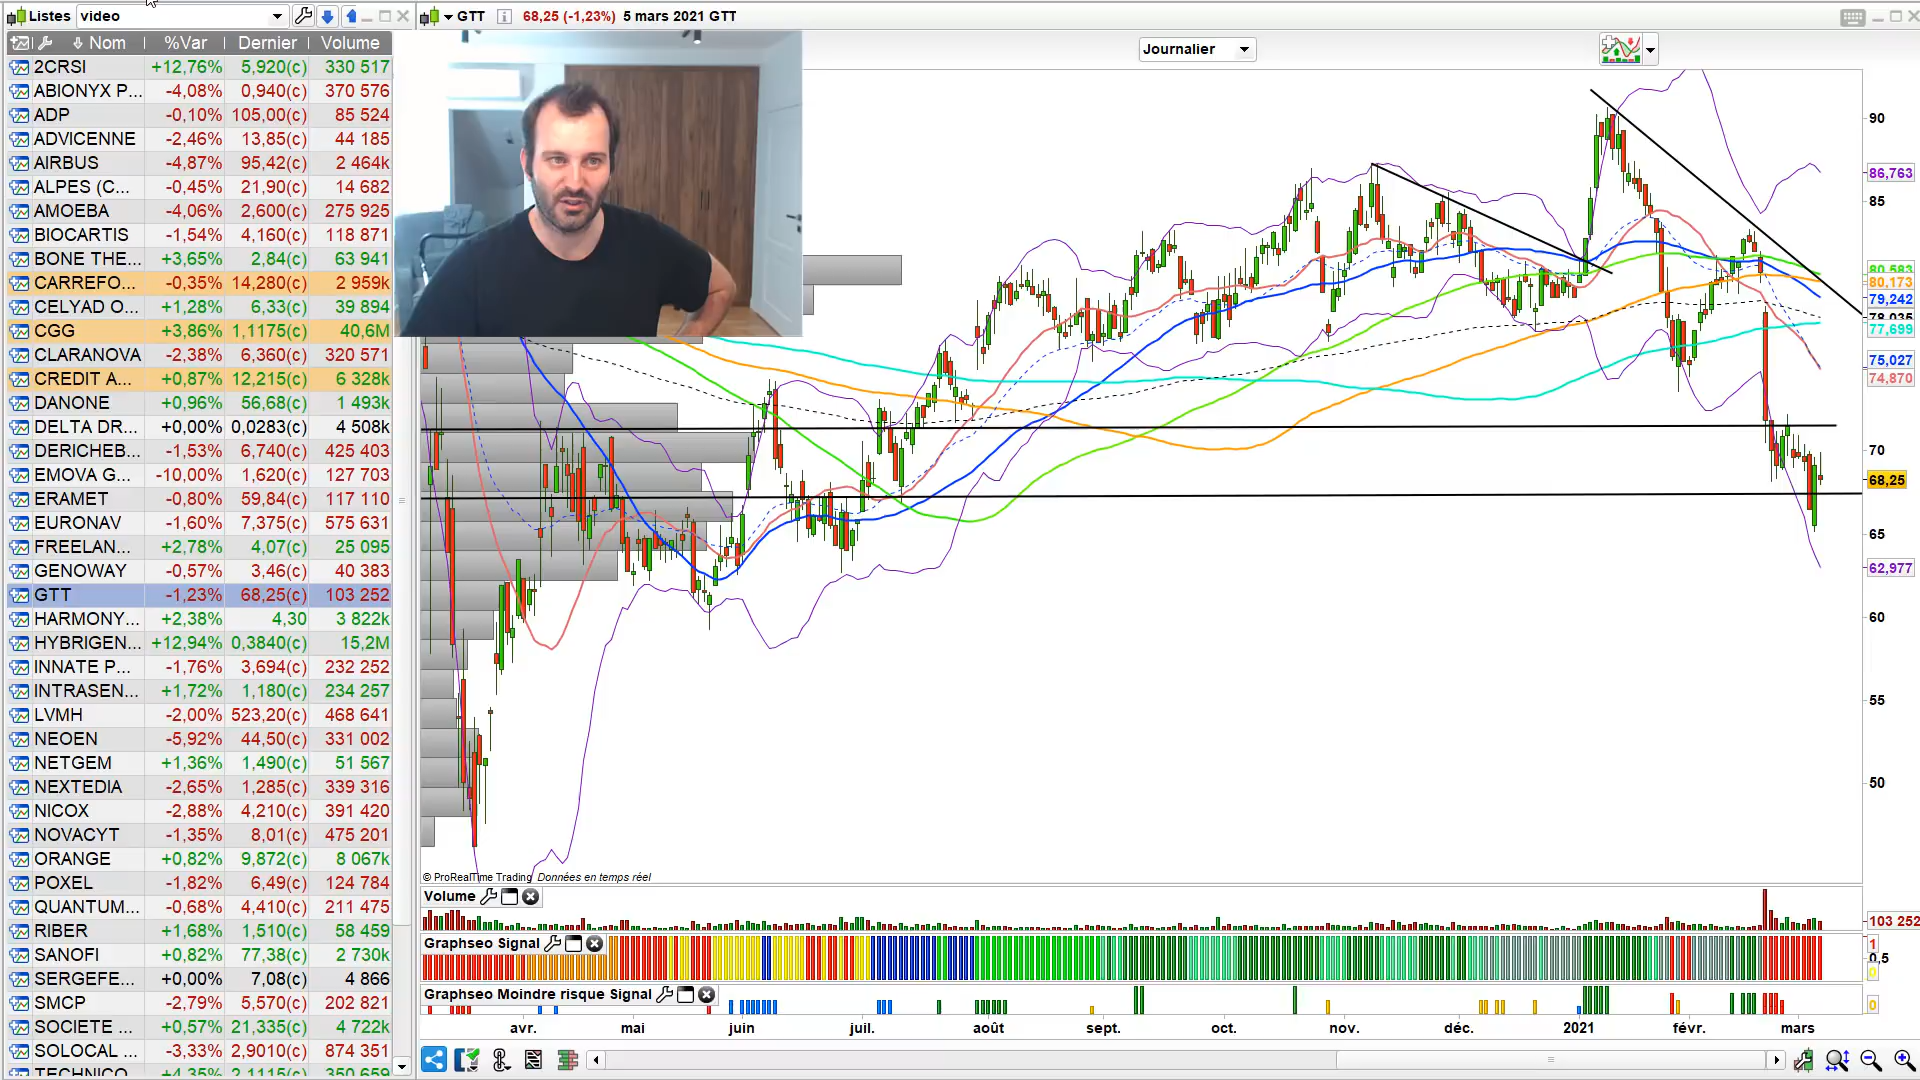 Listes video
GTT 68,25 (-1,23%) 5 mars 2021 GTT
Nom %Var Dernier Volume
Journalier
2CRSI +12,76% 5,920(c) 330 517
ABIONYX P... -4,08% 0,940(c) 370 576
ADP -0,10% 105,00(c) 85 524
ADVICENNE -2,46% 13,85(c) 44 185
AIRBUS -4,87% 95,42(c) 2 464k
ALPES (C... -0,45% 21,90(c) 14 682
AMOEBA -4,06% 2,600(c) 275 925
BIOCARTIS -1,54% 4,160(c) 118 871
BONE THE... +3,65% 2,84(c) 63 941
CARREFO... -0,35% 14,280(c) 2 959k
CELYAD O... +1,28% 6,33(c) 39 894
CGG +3,86% 1,1175(c) 40,6M
CLARANOVA -2,38% 6,360(c) 320 571
CREDIT A... +0,87% 12,215(c) 6 328k
DANONE +0,96% 56,68(c) 1 493k
DELTA DR... +0,00% 0,0283(c) 4 508k
DERICHEB... -1,53% 6,740(c) 425 403
EMOVA G... -10,00% 1,620(c) 127 703
ERAMET -0,80% 59,84(c) 117 110
EURONAV -1,60% 7,375(c) 575 631
FREELAN... +2,78% 4,07(c) 25 095
GENOWAY -0,57% 3,46(c) 40 383
GTT -1,23% 68,25(c) 103 252
HARMONY... +2,38% 4,30 3 822k
HYBRIGEN... +12,94% 0,3840(c) 15,2M
INNATE P... -1,76% 3,694(c) 232 252
INTRASEN... +1,72% 1,180(c) 234 257
LVMH -2,00% 523,20(c) 468 641
NEOEN -5,92% 44,50(c) 331 002
NETGEM +1,36% 1,490(c) 51 567
NEXTEDIA -2,65% 1,285(c) 339 316
NICOX -2,88% 4,210(c) 391 420
NOVACYT -1,35% 8,01(c) 475 201
ORANGE +0,82% 9,872(c) 8 067k
POXEL -1,82% 6,49(c) 124 784
QUANTUM... -0,68% 4,410(c) 211 475
RIBER +1,68% 1,510(c) 58 459
SANOFI +0,82% 77,38(c) 2 730k
SERGEFE... +0,00% 7,08(c) 4 866
SMCP -2,79% 5,570(c) 202 821
SOCIETE ... +0,57% 21,335(c) 4 722k
SOLOCAL ... -3,33% 2,9010(c) 874 351
TECHNICO +4,35% 2,1115(c) 350 659
90
86,763
85
80,583
80,173
79,242
78,035
77,699
75,027
74,870
70
68,25
65
62,977
60
55
50
© ProRealTime Trading Données en temps réel
Volume
103 252
Graphseo Signal
1
0,5
0
Graphseo Moindre risque Signal
0
avr. mai juin juil. août sept. oct. nov. déc. 2021 févr. mars